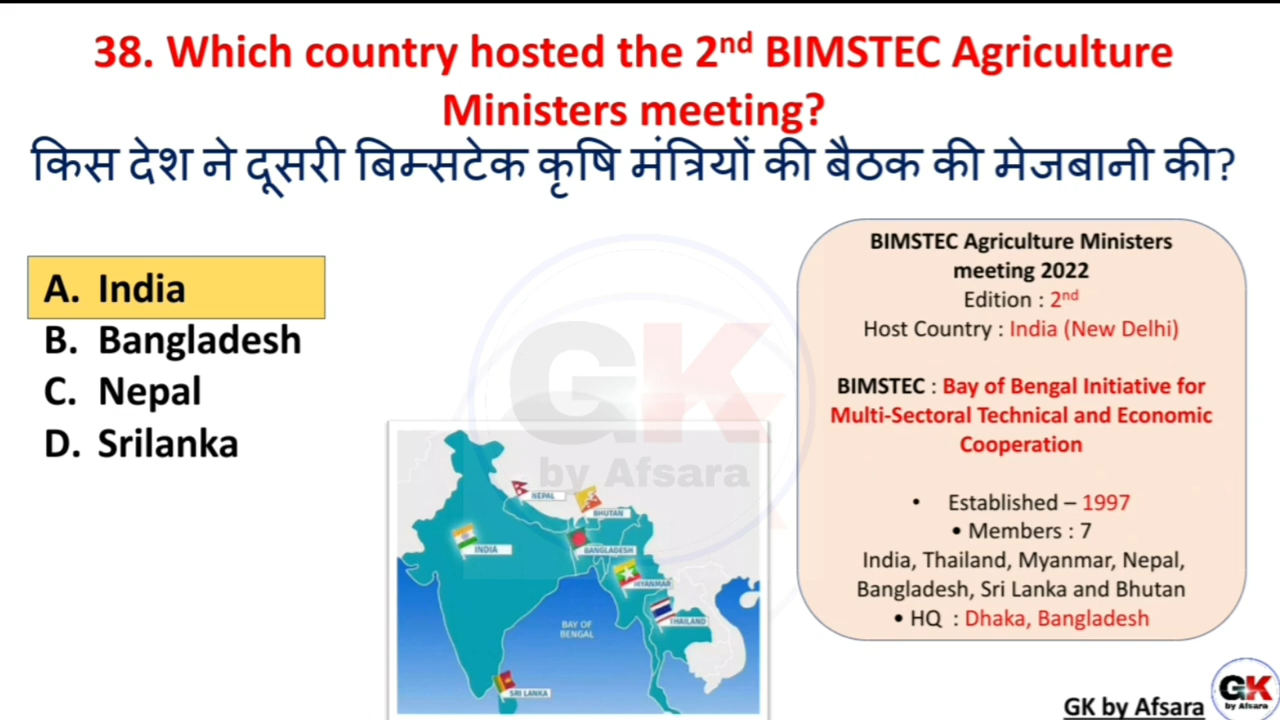 38. Which country hosted the 2nd BIMSTEC Agriculture
Ministers meeting?
किस देश ने दूसरी बिम्सटेक कृषि मंत्रियों की बैठक की मेजबानी की?
A. India
B. Bangladesh
C. Nepal
D. Srilanka
BIMSTEC Agriculture Ministers
meeting 2022
Edition : 2nd
Host Country : India (New Delhi)
BIMSTEC : Bay of Bengal Initiative for
Multi-Sectoral Technical and Economic
Cooperation
• Established – 1997
• Members : 7
India, Thailand, Myanmar, Nepal,
Bangladesh, Sri Lanka and Bhutan
• HQ : Dhaka, Bangladesh
GK
by Afsara
NEPAL
BHUTAN
INDIA
BANGLADESH
MYANMAR
THAILAND
BAY OF
BENGAL
SRI LANKA
GK by Afsara
GK
by Afsara